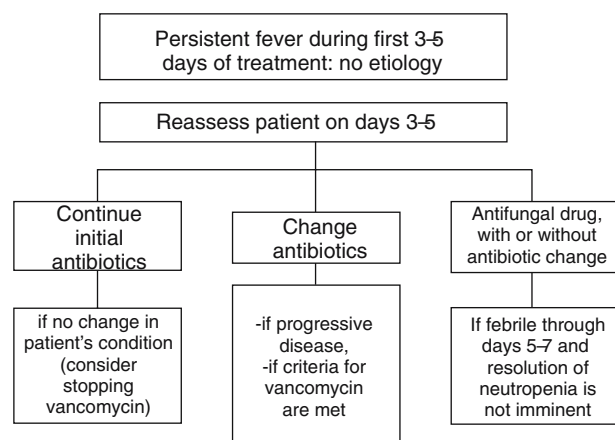 Persistent fever during first 3–5
days of treatment: no etiology
Reassess patient on days 3–5
Continue
initial
antibiotics
Change
antibiotics
Antifungal drug,
with or without
antibiotic change
if no change in
patient's condition
(consider
stopping
vancomycin)
-if progressive
disease,
-if criteria for
vancomycin
are met
If febrile through
days 5–7 and
resolution of
neutropenia is
not imminent